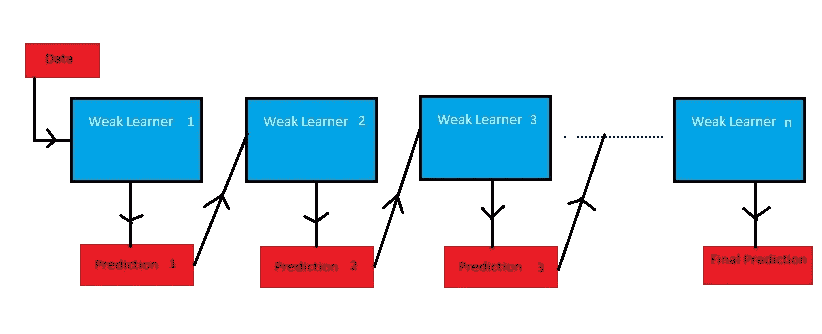 Data
Weak Learner 1
Weak Learner 2
Weak Learner 3
Weak Learner n
Prediction 1
Prediction 2
Prediction 3
Final Prediction